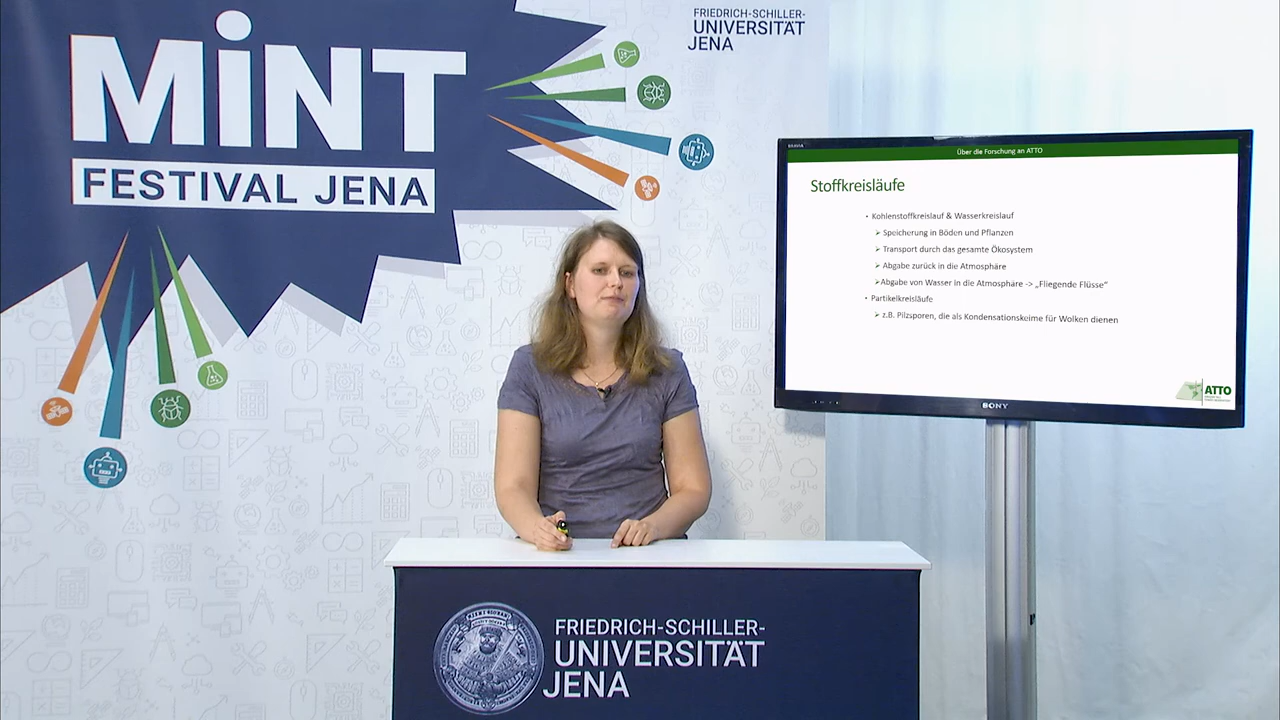 MiNT
FESTIVAL JENA
FRIEDRICH-SCHILLER-
UNIVERSITÄT
JENA
Über die Forschung an ATTO
Stoffkreisläufe
• Kohlenstoffkreislauf & Wasserkreislauf
➢ Speicherung in Böden und Pflanzen
➢ Transport durch das gesamte Ökosystem
➢ Abgabe zurück in die Atmosphäre
➢ Abgabe von Wasser in die Atmosphäre -> „Fliegende Flüsse“
• Partikelkreisläufe
➢ z.B. Pilzsporen, die als Kondensationskeime für Wolken dienen
ATTO
SONY
FRIEDRICH-SCHILLER-
UNIVERSITÄT
JENA